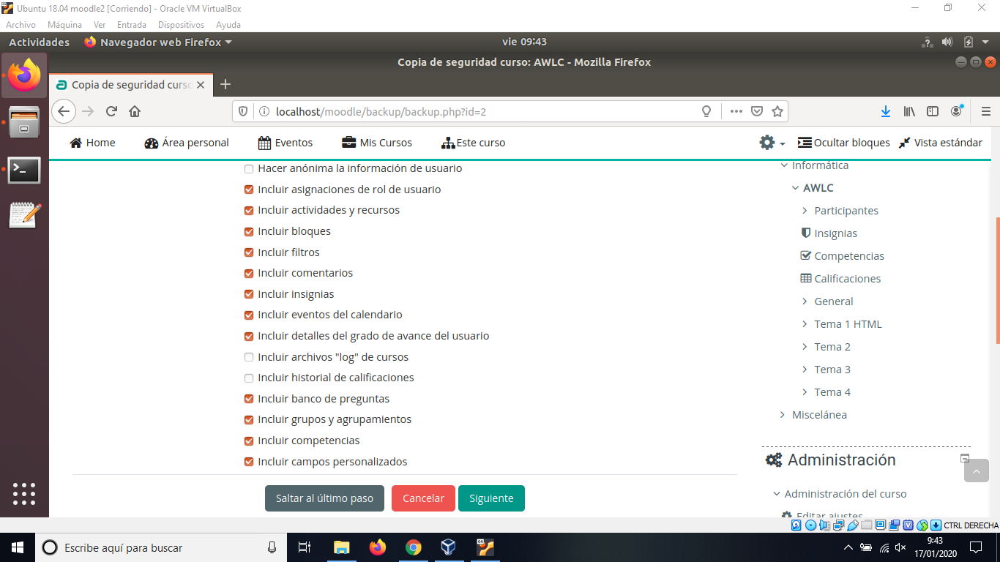 Ubuntu 18.04 moodle2 [Corriendo] - Oracle VM VirtualBox
Archivo Máquina Ver Entrada Dispositivos Ayuda
Actividades Navegador web Firefox vie 09:43
Copia de seguridad curso: AWLC - Mozilla Firefox
Copia de seguridad curso
localhost/moodle/backup/backup.php?id=2
Home Área personal Eventos Mis Cursos Este curso Ocultar bloques Vista estándar
Hacer anónima la información de usuario
Incluir asignaciones de rol de usuario
Incluir actividades y recursos
Incluir bloques
Incluir filtros
Incluir comentarios
Incluir insignias
Incluir eventos del calendario
Incluir detalles del grado de avance del usuario
Incluir archivos "log" de cursos
Incluir historial de calificaciones
Incluir banco de preguntas
Incluir grupos y agrupamientos
Incluir competencias
Incluir campos personalizados
Saltar al último paso Cancelar Siguiente
Informática
AWLC
Participantes
Insignias
Competencias
Calificaciones
General
Tema 1 HTML
Tema 2
Tema 3
Tema 4
Miscelánea
Administración
Administración del curso
Editar ajustes
CTRL DERECHA
Escribe aquí para buscar
9:43
17/01/2020